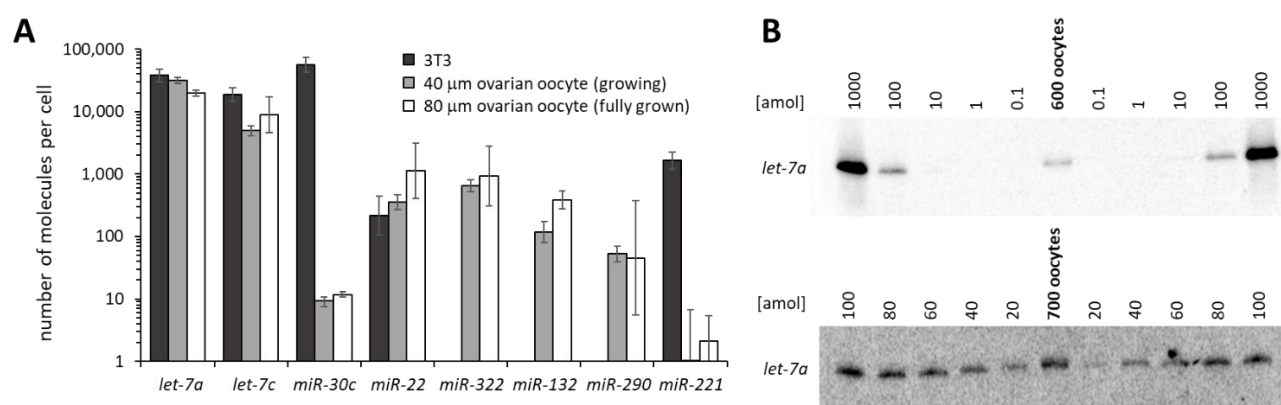 A
number of molecules per cell
100,000
10,000
1,000
100
10
1
3T3
40 μm ovarian oocyte (growing)
80 μm ovarian oocyte (fully grown)
let-7a let-7c miR-30c miR-22 miR-322 miR-132 miR-290 miR-221
B
[amol] 1000 100 10 1 0.1 600 oocytes 0.1 1 10 100 1000
let-7a
[amol] 100 80 60 40 20 700 oocytes 20 40 60 80 100
let-7a